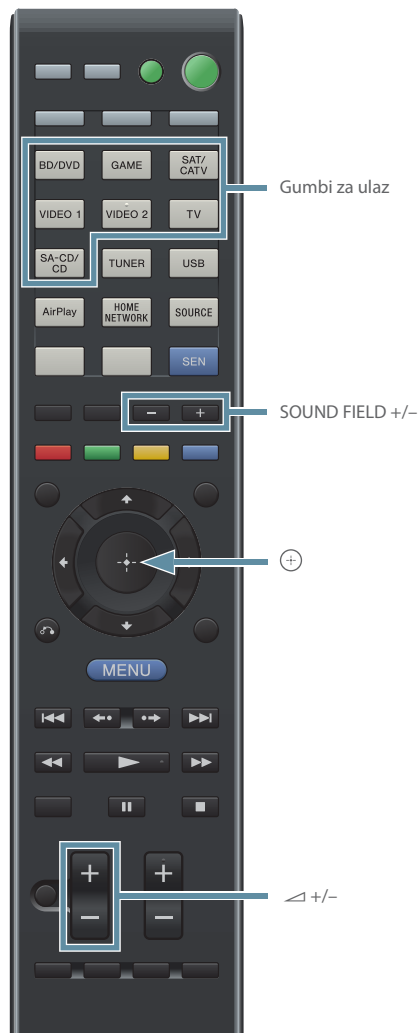 BD/DVD GAME SAT/
CATV
Gumbi za ulaz
VIDEO 1 VIDEO 2 TV
SA-CD/
CD TUNER USB
AirPlay HOME
NETWORK SOURCE
SEN
– +
SOUND FIELD +/–
MENU
+ +
– –
+/–